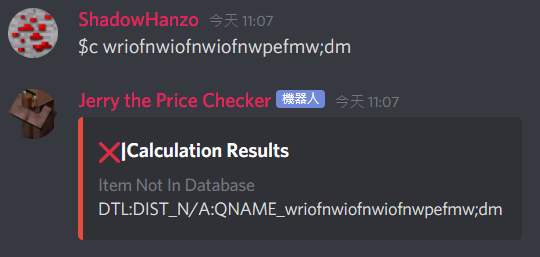 ShadowHanzo 今天 11:07
$c wriofnwiofnwiofnwpefmw;dm
Jerry the Price Checker 機器人 今天 11:07
❌|Calculation Results
Item Not In Database
DTL:DIST_N/A:QNAME_wriofnwiofnwiofnwpefmw;dm